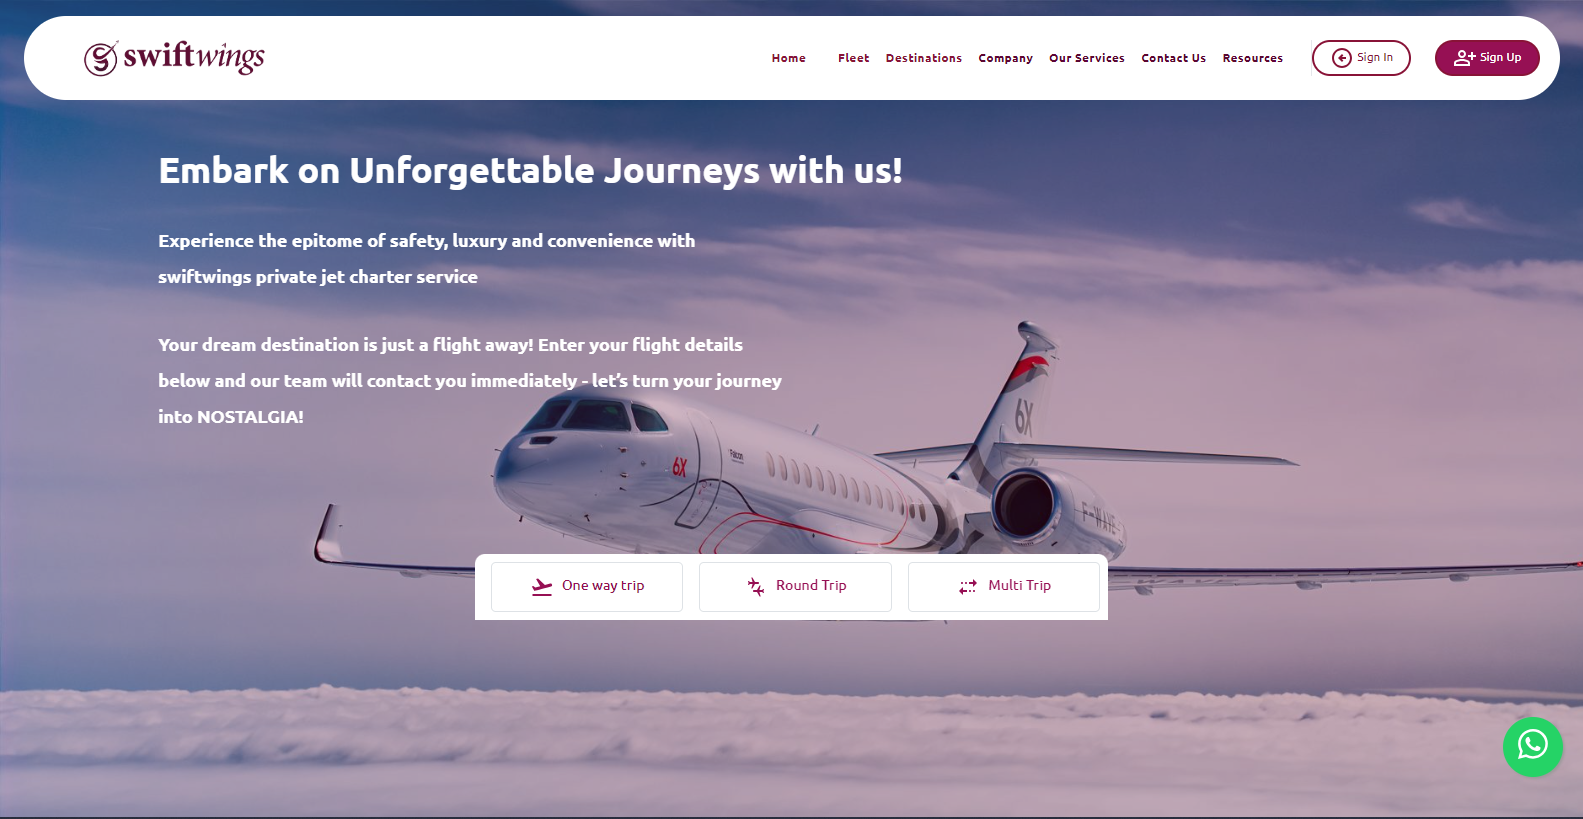 swiftwings
Home Fleet Destinations Company Our Services Contact Us Resources
Sign In
Sign Up
Embark on Unforgettable Journeys with us!
Experience the epitome of safety, luxury and convenience with
swiftwings private jet charter service
Your dream destination is just a flight away! Enter your flight details
below and our team will contact you immediately - let's turn your journey
into NOSTALGIA!
6X
6X
Falcon
One way trip
Round Trip
Multi Trip